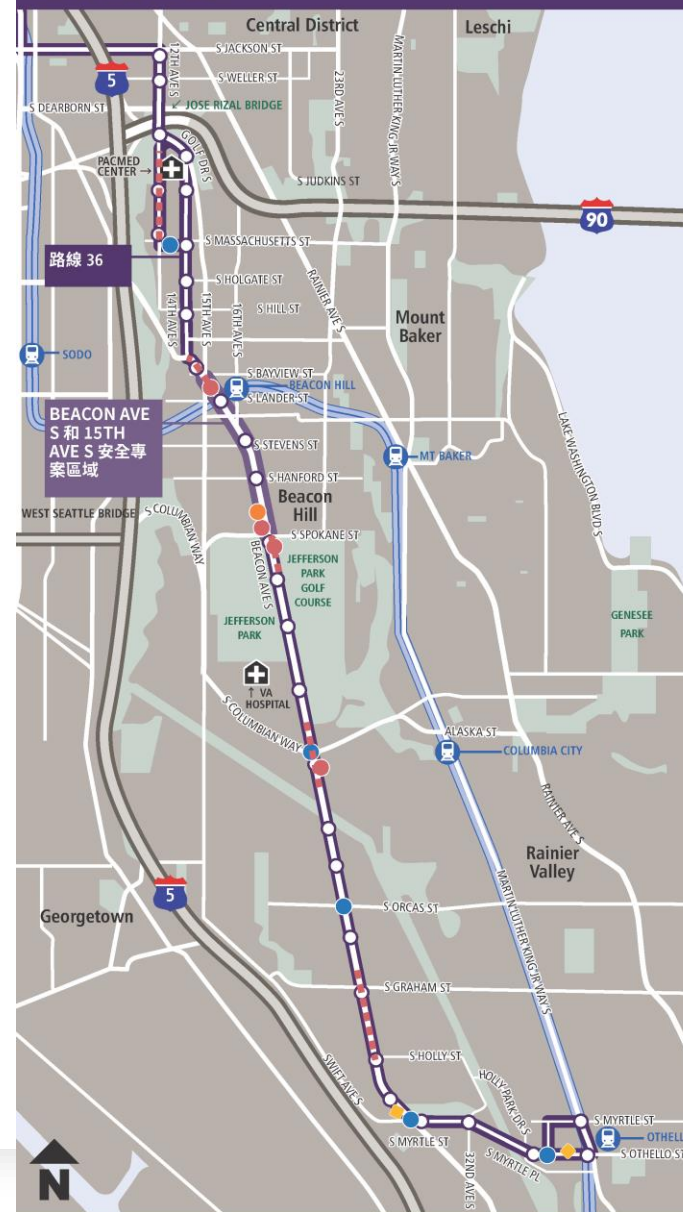 Central District
Leschi
12TH AVE S
S JACKSON ST
5
S WELLER ST
23RD AVE S
MARTIN LUTHER KING JR WAY S
S DEARBORN ST
↙ JOSE RIZAL BRIDGE
GOLF DR S
PACMED
CENTER →
S JUDKINS ST
90
S MASSACHUSETTS ST
路線 36
S HOLGATE ST
RAINIER AVE S
14TH AVE S
15TH AVE S
16TH AVE S
S HILL ST
Mount
Baker
SODO
S BAYVIEW ST
BEACON HILL
S LANDER ST
BEACON AVE
S 和 15TH
AVE S 安全專
案區域
LAKE WASHINGTON BLVD S
S STEVENS ST
MT BAKER
S HANFORD ST
Beacon
Hill
WEST SEATTLE BRIDGE
S COLUMBIAN WAY
S SPOKANE ST
BEACON AVE S
JEFFERSON
PARK
GOLF
COURSE
JEFFERSON
PARK
GENESEE
PARK
↑ VA
HOSPITAL
S COLUMBIAN WAY
ALASKA ST
COLUMBIA CITY
RAINIER AVE S
Rainier
Valley
MARTIN LUTHER KING JR WAY S
5
Georgetown
S ORCAS ST
S GRAHAM ST
S HOLLY ST
SWIFT AVE S
HOLLY PARK DR S
S MYRTLE ST
S MYRTLE ST
OTHELL
S OTHELLO ST
32ND AVE S
S MYRTLE PL
N